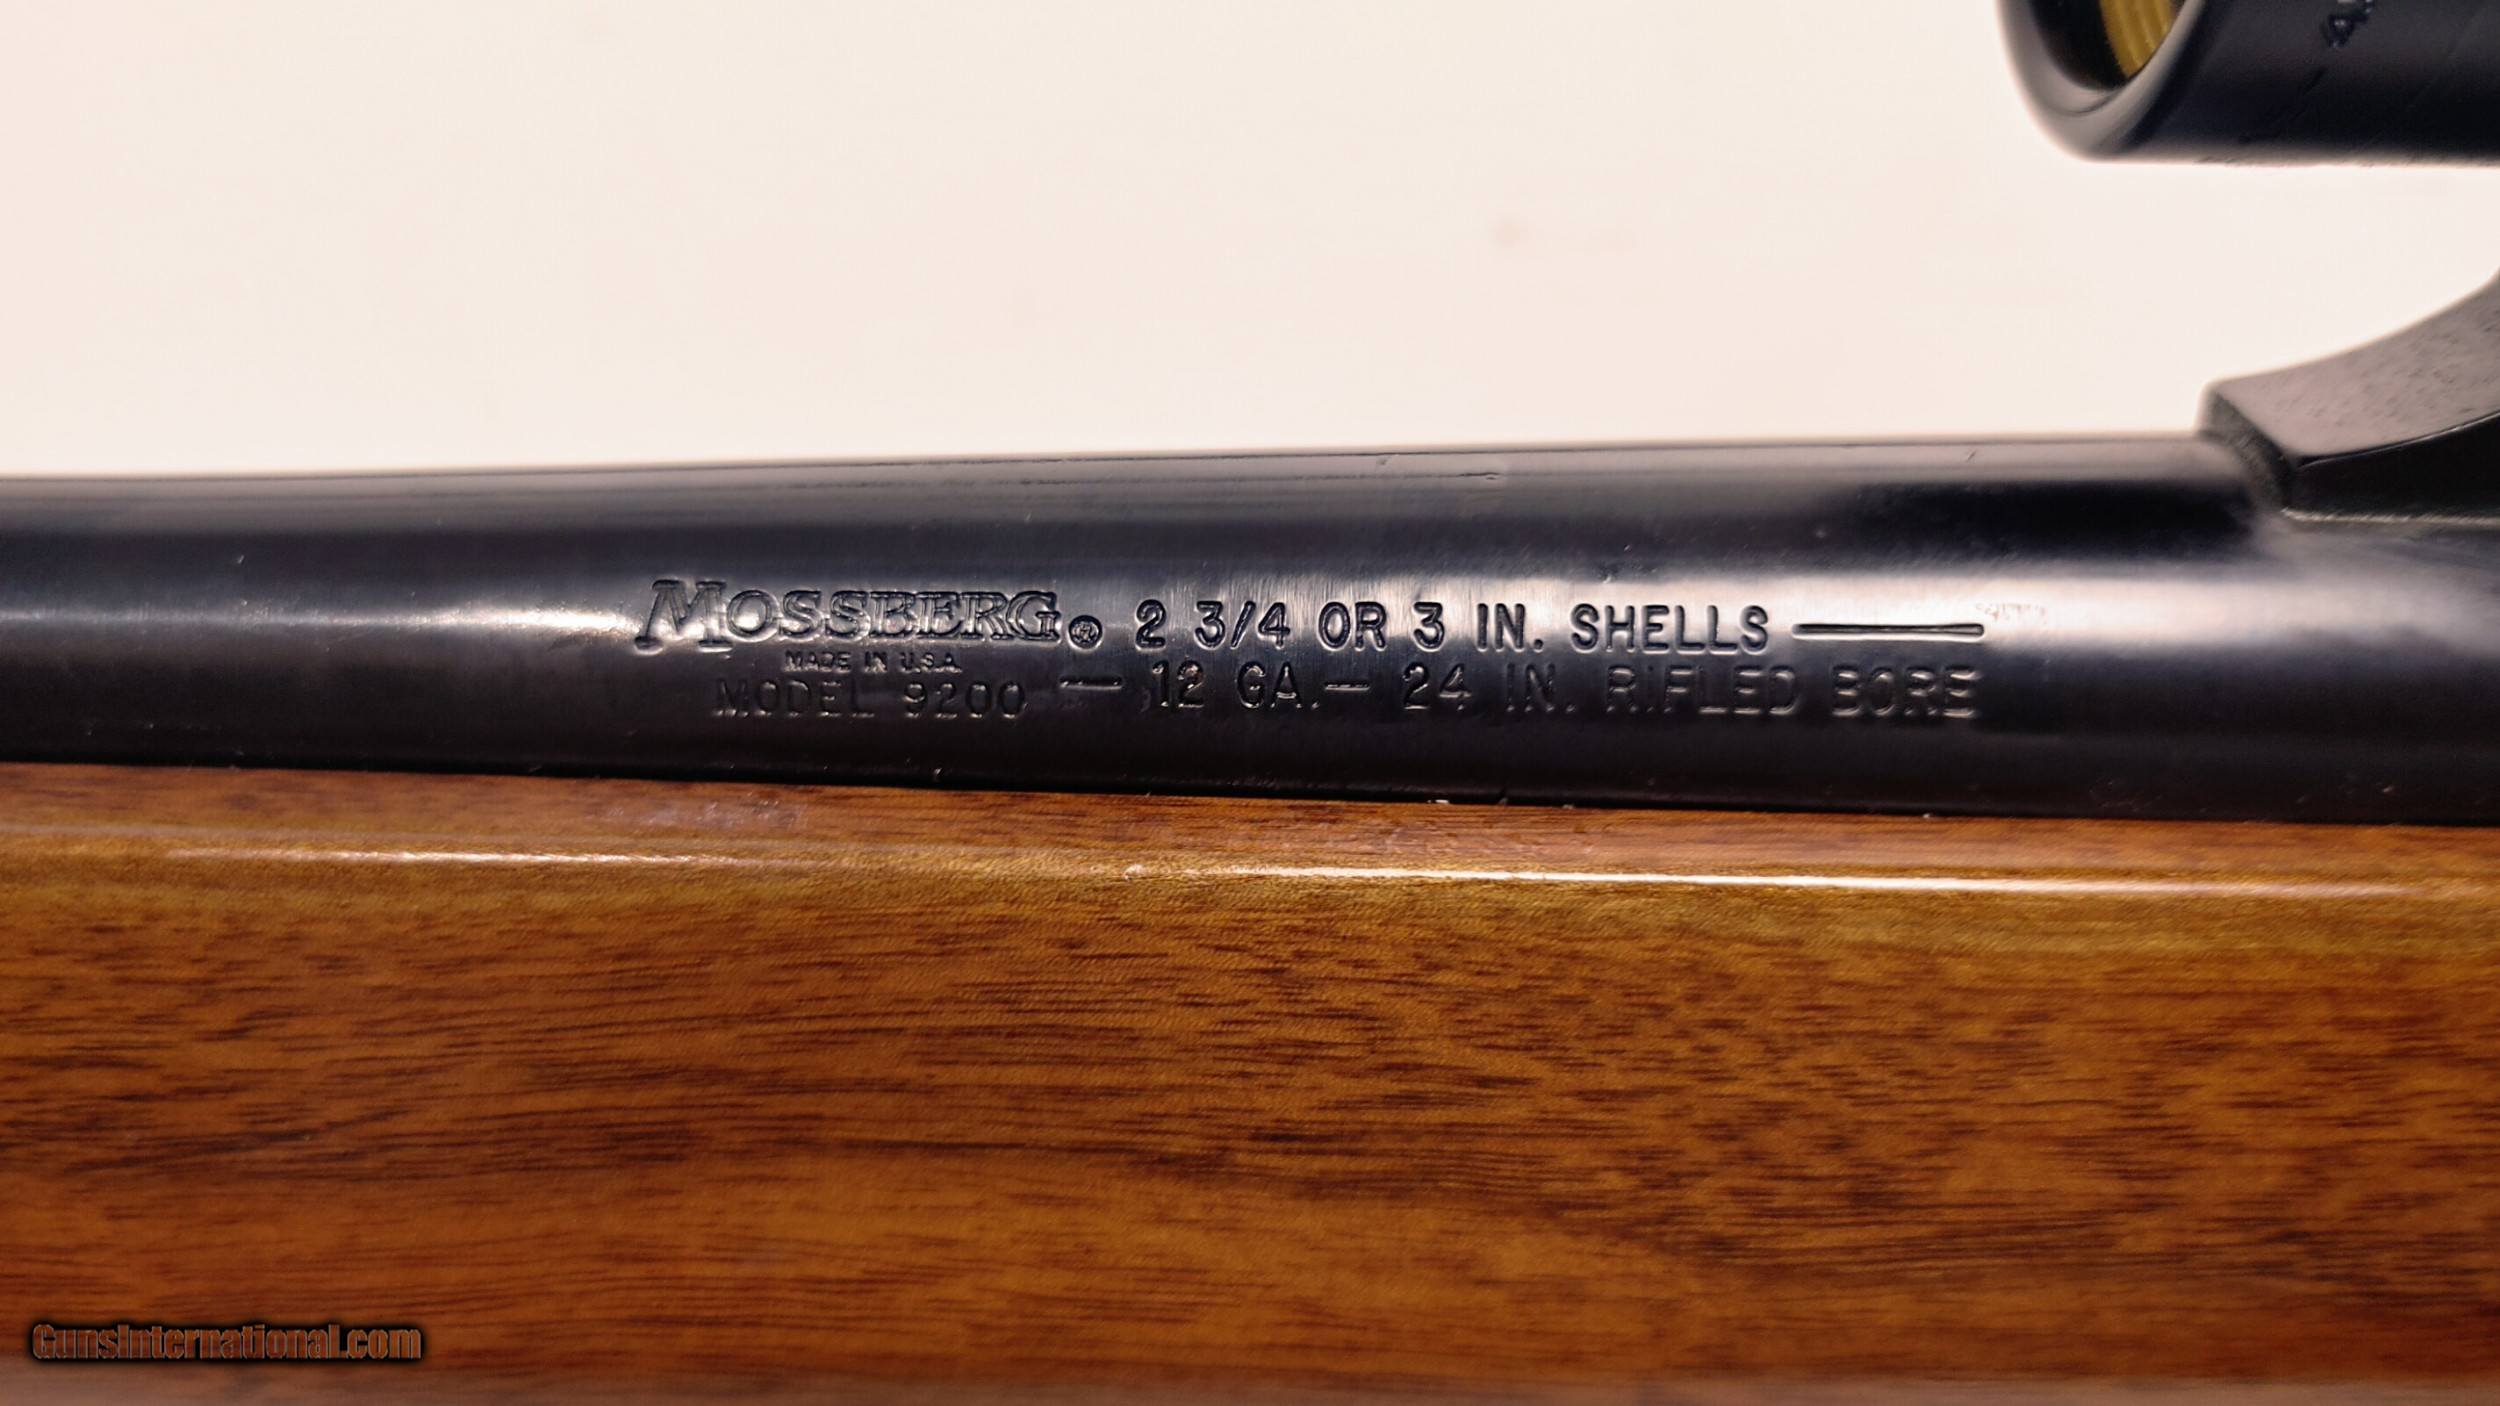 MOSSBERG® 2 3/4 OR 3 IN. SHELLS
MADE IN U.S.A.
MODEL 9200 — 12 GA. — 24 IN. RIFLED BORE
GunsInternational.com